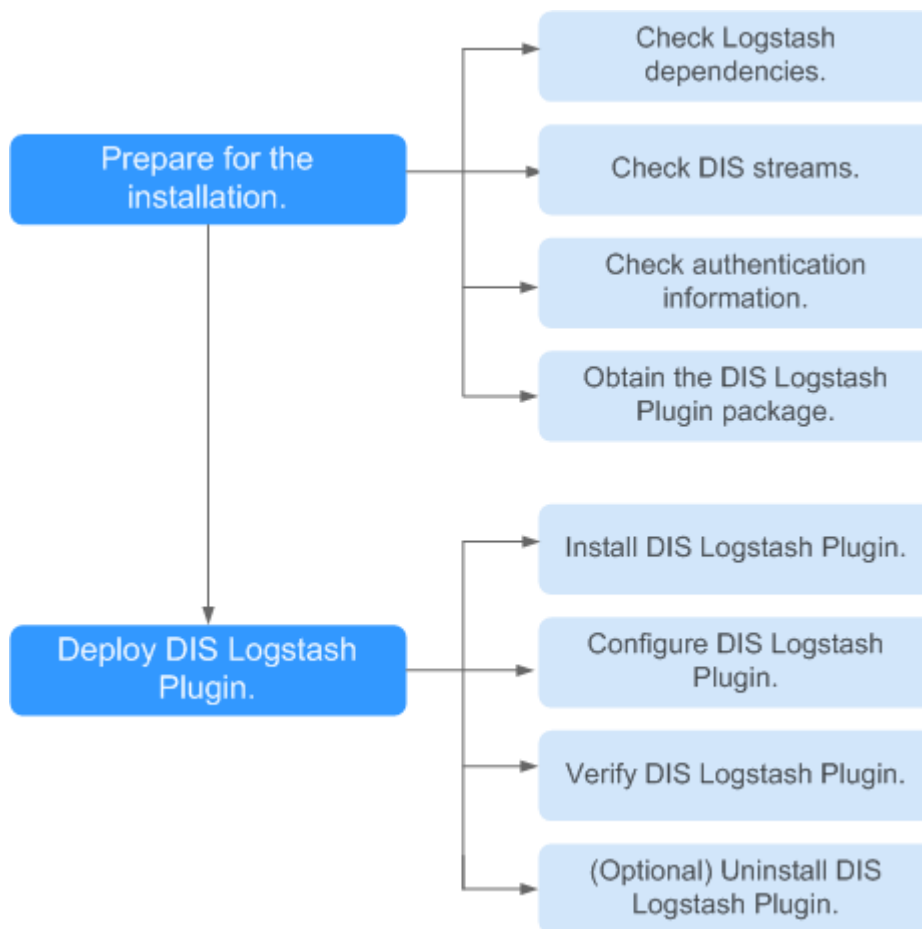 Prepare for the
installation.
Check Logstash
dependencies.
Check DIS streams.
Check authentication
information.
Obtain the DIS Logstash
Plugin package.
Deploy DIS Logstash
Plugin.
Install DIS Logstash Plugin.
Configure DIS Logstash
Plugin.
Verify DIS Logstash Plugin.
(Optional) Uninstall DIS
Logstash Plugin.